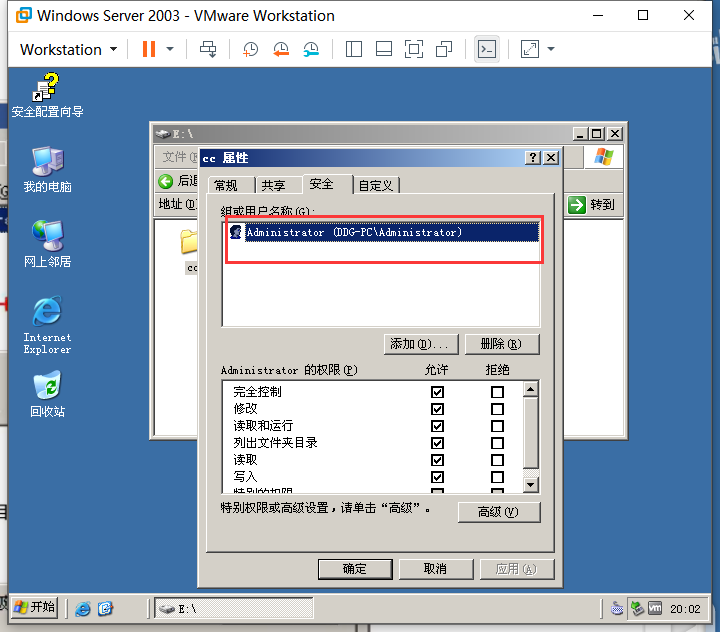 Windows Server 2003 - VMware Workstation
Workstation
安全配置向导
我的电脑
网上邻居
Internet
Explorer
回收站
E:\
文件(
后退
地址(D)
转到
cc 属性
常规
共享
安全
自定义
组或用户名称(G):
Administrator (DDG-PC\Administrator)
添加(D)...
删除(R)
Administrator 的权限(P)
允许
拒绝
完全控制
修改
读取和运行
列出文件夹目录
读取
写入
特别的权限
特别权限或高级设置，请单击“高级”。
高级(V)
确定
取消
应用(A)
开始
E:\
20:02